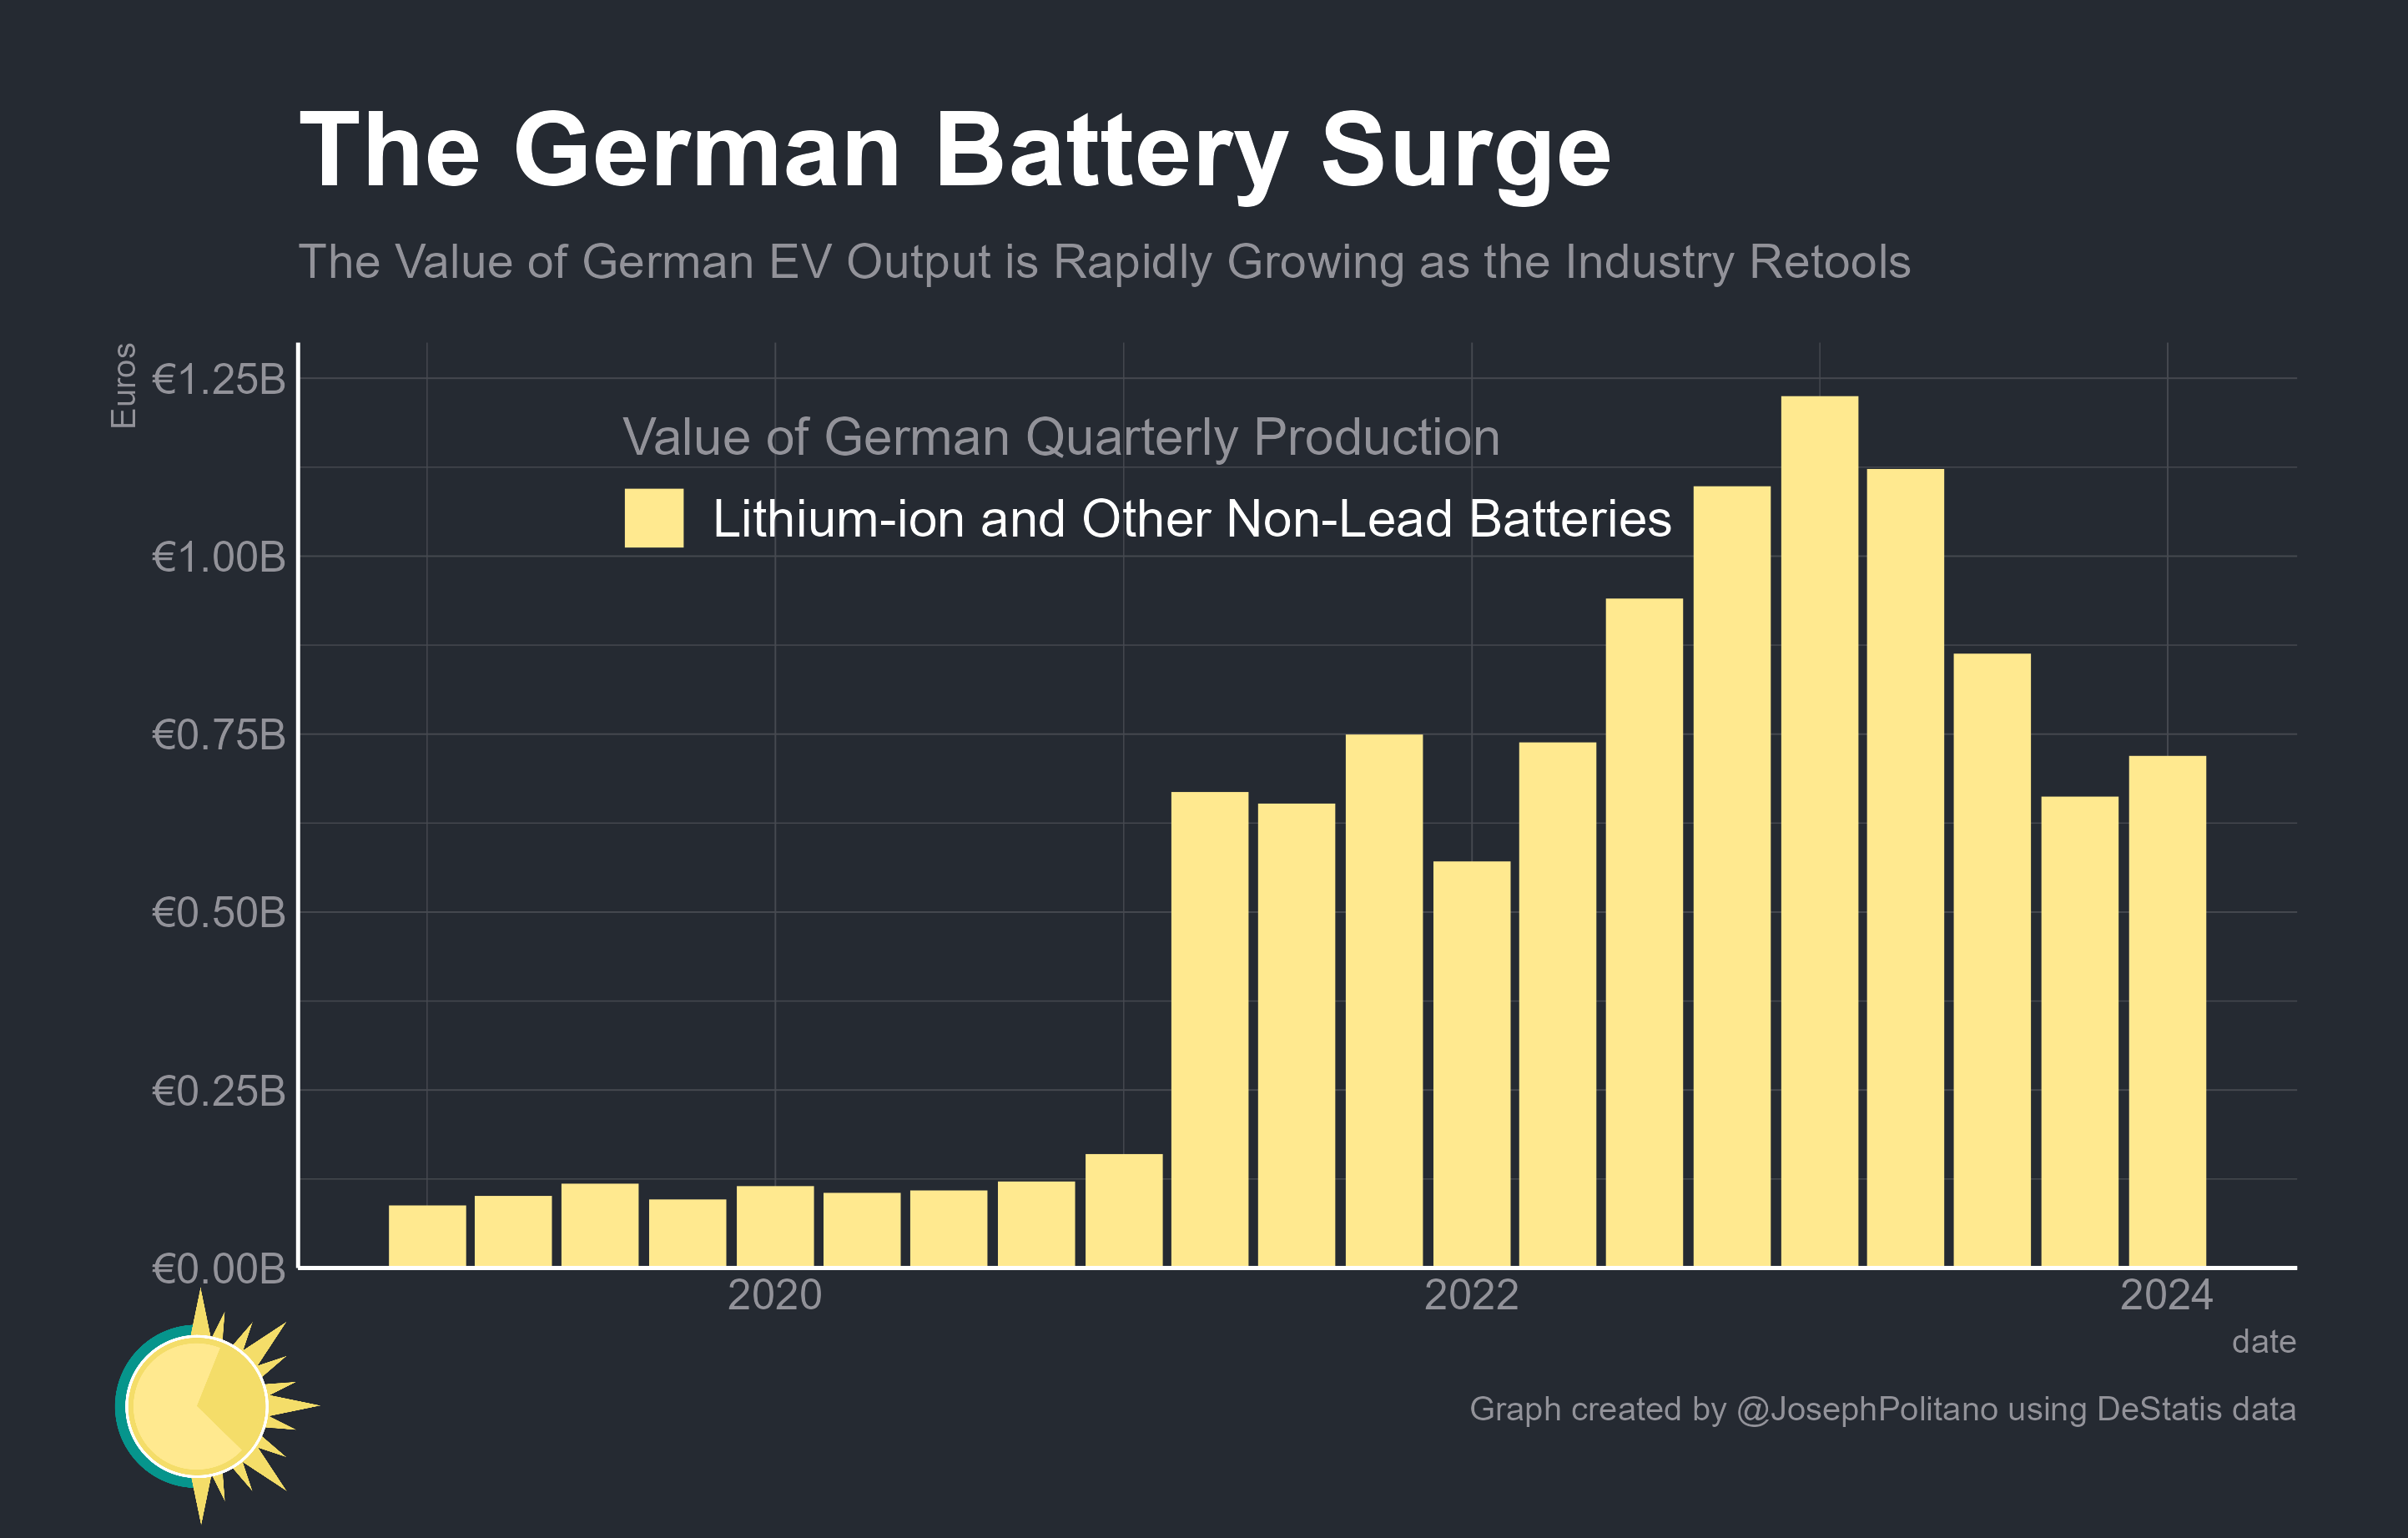 The German Battery Surge
The Value of German EV Output is Rapidly Growing as the Industry Retools
Euros
€1.25B
€1.00B
€0.75B
€0.50B
€0.25B
€0.00B
Value of German Quarterly Production
Lithium-ion and Other Non-Lead Batteries
2020
2022
2024
date
Graph created by @JosephPolitano using DeStatis data